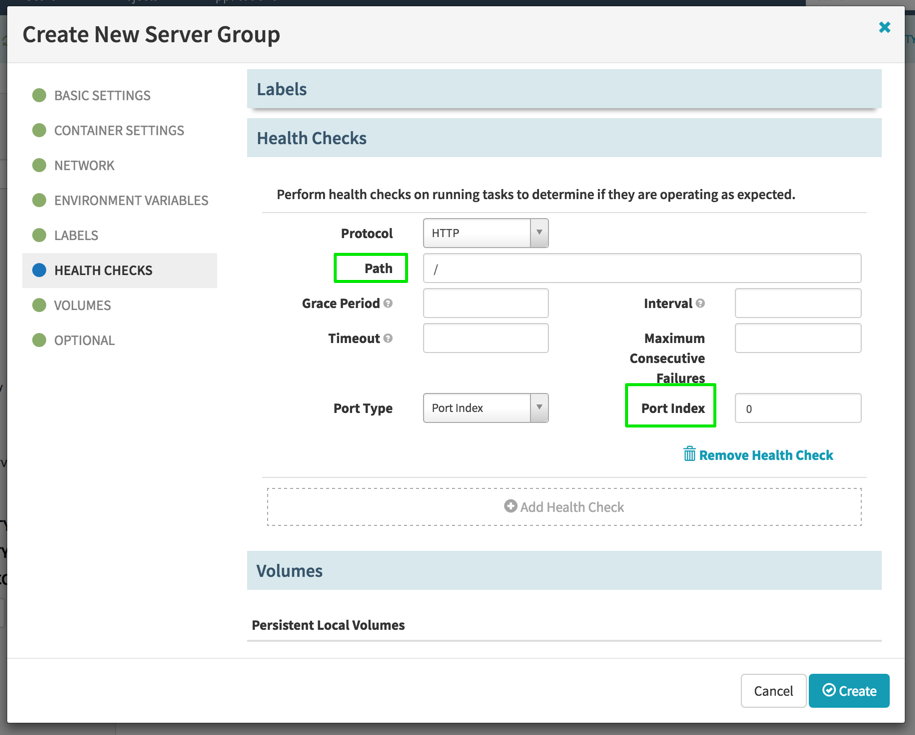 Create New Server Group
BASIC SETTINGS
CONTAINER SETTINGS
NETWORK
ENVIRONMENT VARIABLES
LABELS
HEALTH CHECKS
VOLUMES
OPTIONAL
Labels
Health Checks
Perform health checks on running tasks to determine if they are operating as expected.
Protocol HTTP
Path /
Grace Period Interval
Timeout Maximum
Consecutive
Failures
Port Type Port Index Port Index 0
Remove Health Check
Add Health Check
Volumes
Persistent Local Volumes
Cancel Create